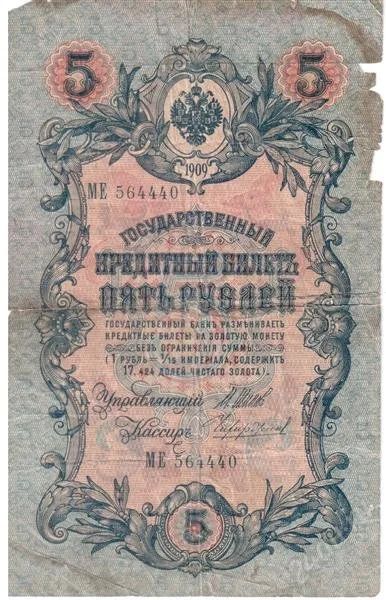 5 5
1909
МЕ 564440
ГОСУДАРСТВЕННЫЙ
КРЕДИТНЫЙ БИЛЕТЪ
ПЯТЬ РУБЛЕЙ
ГОСУДАРСТВЕННЫЙ БАНКЪ РАЗМѢНИВАЕТЪ
КРЕДИТНЫЕ БИЛЕТЫ НА ЗОЛОТУЮ МОНЕТУ
БЕЗЪ ОГРАНИЧЕНІЯ СУММЫ
(1 РУБЛЬ = 1/15 ИМПЕРІАЛА, СОДЕРЖИТЪ
17,424 ДОЛЕЙ ЧИСТАГО ЗОЛОТА).
Управляющій
Кассиръ
МЕ 564440
5